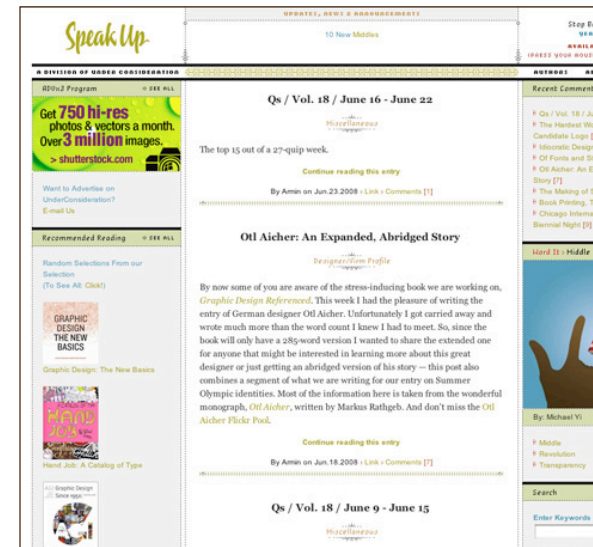 UPDATES, NEWS & ANNOUNCEMENTS
10 New Middles
Speak Up
A DIVISION OF UNDER CONSIDERATION
ADVx3 Program
SEE ALL
Get 750 hi-res
photos & vectors a month.
Over 3 million images.
> shutterstock.com
Want to Advertise on
UnderConsideration?
E-mail Us
Recommended Reading
SEE ALL
Random Selections From our
Selection
(To See All: Click!)
GRAPHIC
DESIGN
THE NEW
BASICS
Graphic Design: The New Basics
HAND
JOB
Hand Job: A Catalog of Type
Graphic Design
Since 1950
Qs / Vol. 18 / June 16 - June 22
Miscellaneous
The top 15 out of a 27-quip week.
Continue reading this entry
By Armin on Jun.23.2008 › Link › Comments [1]
Otl Aicher: An Expanded, Abridged Story
Designer/Firm Profile
By now some of you are aware of the stress-inducing book we are working on,
Graphic Design Referenced. This week I had the pleasure of writing the
entry of German designer Otl Aicher. Unfortunately I got carried away and
wrote much more than the word count I knew I had to meet. So, since the
book will only have a 285-word version I wanted to share the extended one
for anyone that might be interested in learning more about this great
designer or just getting an abridged version of his story — this post also
combines a segment of what we are writing for our entry on Summer
Olympic identities. Most of the information here is taken from the wonderful
monograph, Otl Aicher, written by Markus Rathgeb. And don't miss the Otl
Aicher Flickr Pool.
Continue reading this entry
By Armin on Jun.18.2008 › Link › Comments [7]
Qs / Vol. 18 / June 9 - June 15
Miscellaneous
Stop B
AUTHORS
Recent Comment
Qs / Vol. 18 / Ju
The Hardest Wo
Candidate Logo [
Idiocratic Design
Of Fonts and S
Otl Aicher: An E
Story [7]
The Making of S
Book Printing, T
Chicago Interna
Biennial Night [9]
Word It › Middle
By: Michael Yi
Middle
Revolution
Transparency
Search
Enter Keywords